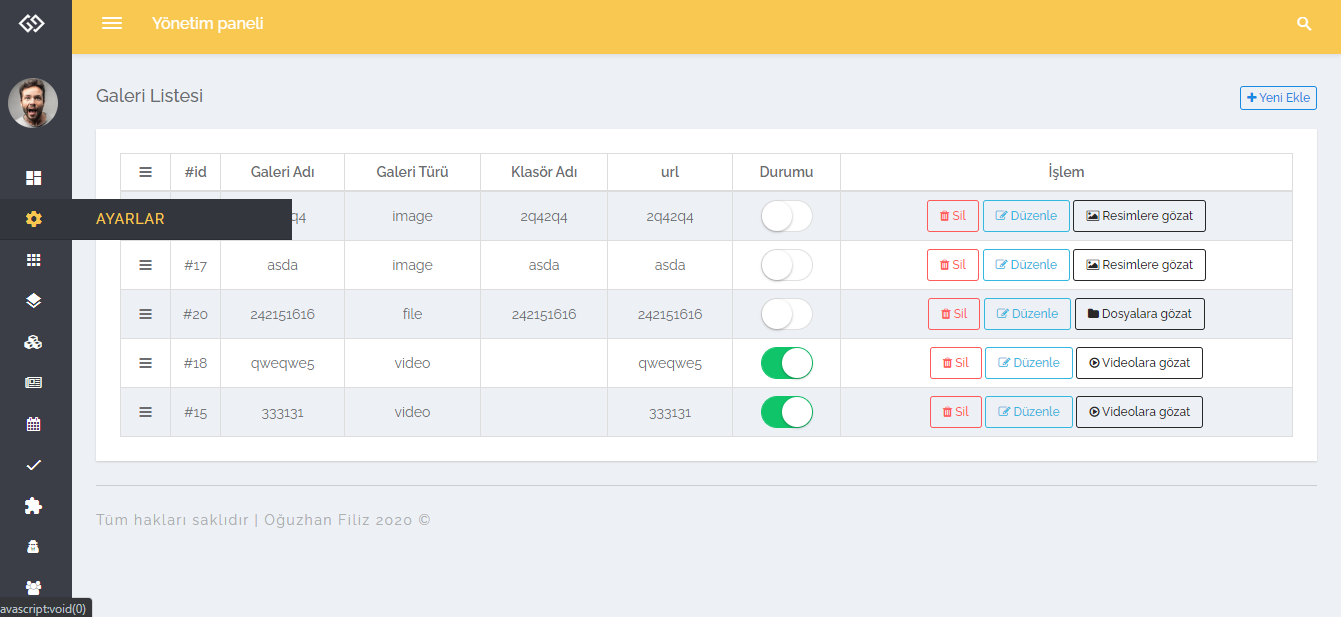 Yönetim paneli
Galeri Listesi
Yeni Ekle
#id Galeri Adı Galeri Türü Klasör Adı url Durumu İşlem
AYARLAR image 2q42q4 2q42q4 Sil Düzenle Resimlere gözat
#17 asda image asda asda Sil Düzenle Resimlere gözat
#20 242151616 file 242151616 242151616 Sil Düzenle Dosyalara gözat
#18 qweqwe5 video qweqwe5 Sil Düzenle Videolara gözat
#15 333131 video 333131 Sil Düzenle Videolara gözat
Tüm hakları saklıdır | Oğuzhan Filiz 2020 ©
avascript:void(0)